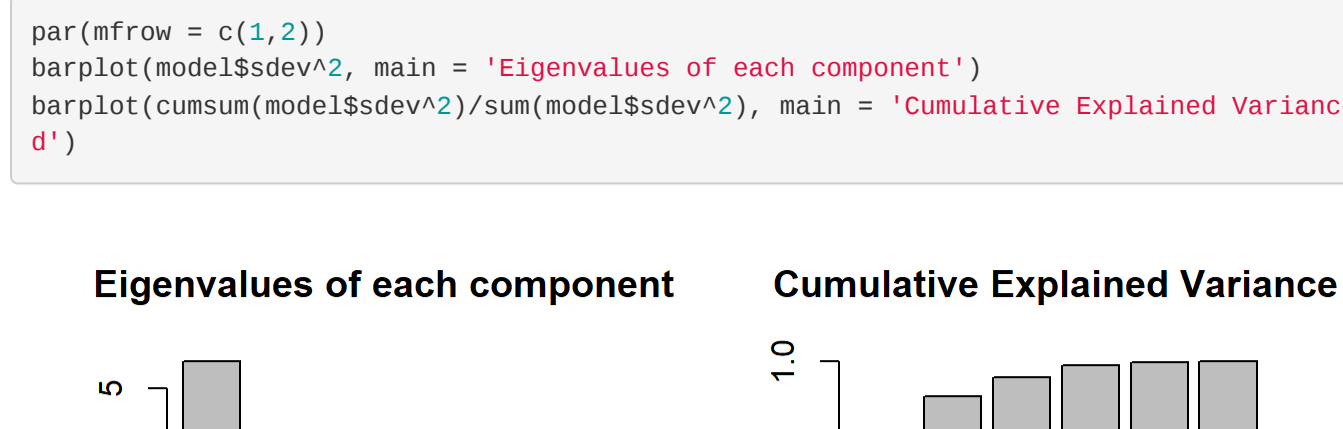 par(mfrow = c(1,2))
barplot(model$sdev^2, main = 'Eigenvalues of each component')
barplot(cumsum(model$sdev^2)/sum(model$sdev^2), main = 'Cumulative Explained Varianc
d')
Eigenvalues of each component
Cumulative Explained Variance
5
1.0